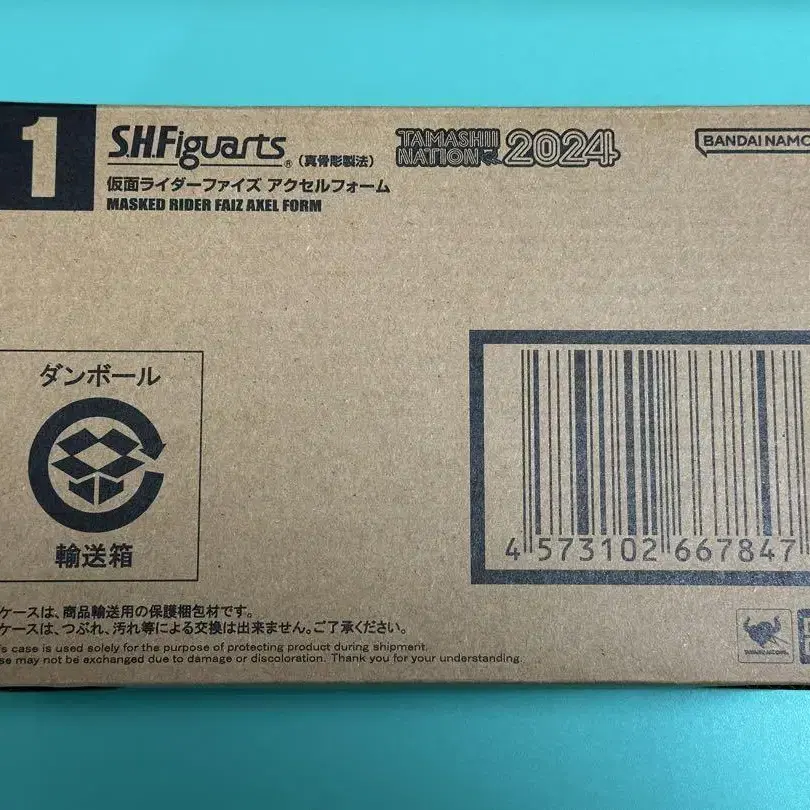 1
S.H.Figuarts® (真骨彫製法)
TAMASHII NATION 2024
BANDAI NAMCO
仮面ライダーファイズ アクセルフォーム
MASKED RIDER FAIZ AXEL FORM
ダンボール
輸送箱
4 573102 667847
ケースは、商品輸送用の保護梱包材です。
ケースは、つぶれ、汚れ等による交換は出来ません。ご了承ください。
s case is used solely for the purpose of protecting product during shipment.
se may not be exchanged due to damage or discoloration. Thank you for your understanding.
TAMASHII NATIONS